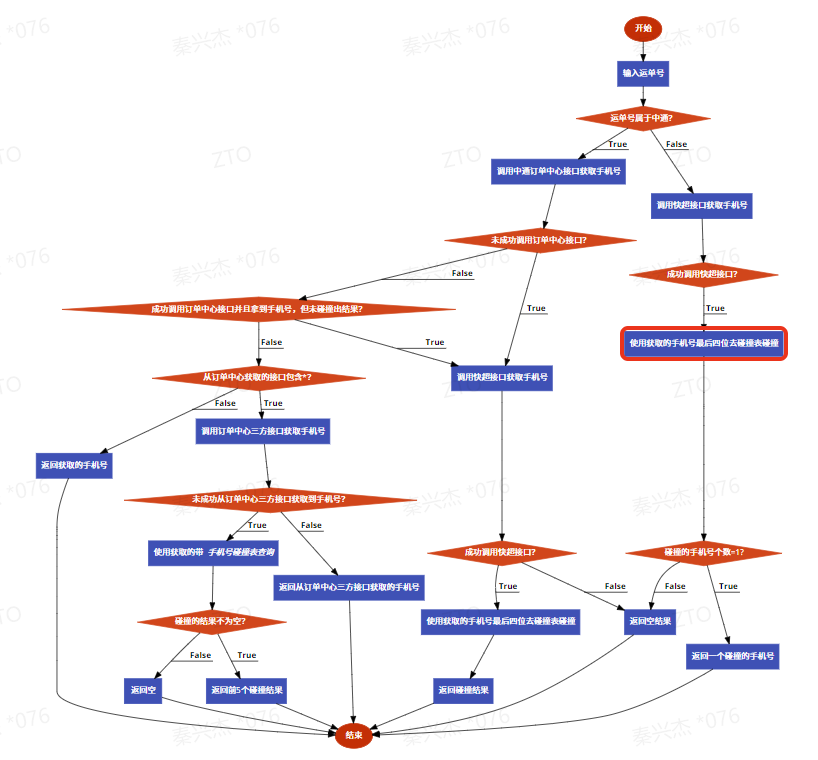 开始
输入运单号
运单号属于中通?
True
False
调用中通订单中心接口获取手机号
调用快超接口获取手机号
未成功调用订单中心接口?
False
True
成功调用快超接口?
True
成功调用订单中心接口并且拿到手机号，但未碰撞出结果?
False
True
使用获取的手机号最后四位去碰撞表碰撞
从订单中心获取的接口包含*?
False
True
调用快超接口获取手机号
调用订单中心三方接口获取手机号
返回获取的手机号
未成功从订单中心三方接口获取到手机号?
True
False
使用获取的带 手机号碰撞表查询
返回从订单中心三方接口获取的手机号
成功调用快超接口?
True
False
碰撞的手机号个数=1?
False
True
碰撞的结果不为空?
False
True
使用获取的手机号最后四位去碰撞表碰撞
返回空结果
返回一个碰撞的手机号
返回空
返回前5个碰撞结果
返回碰撞结果
结束
秦兴杰 *076
ZTO